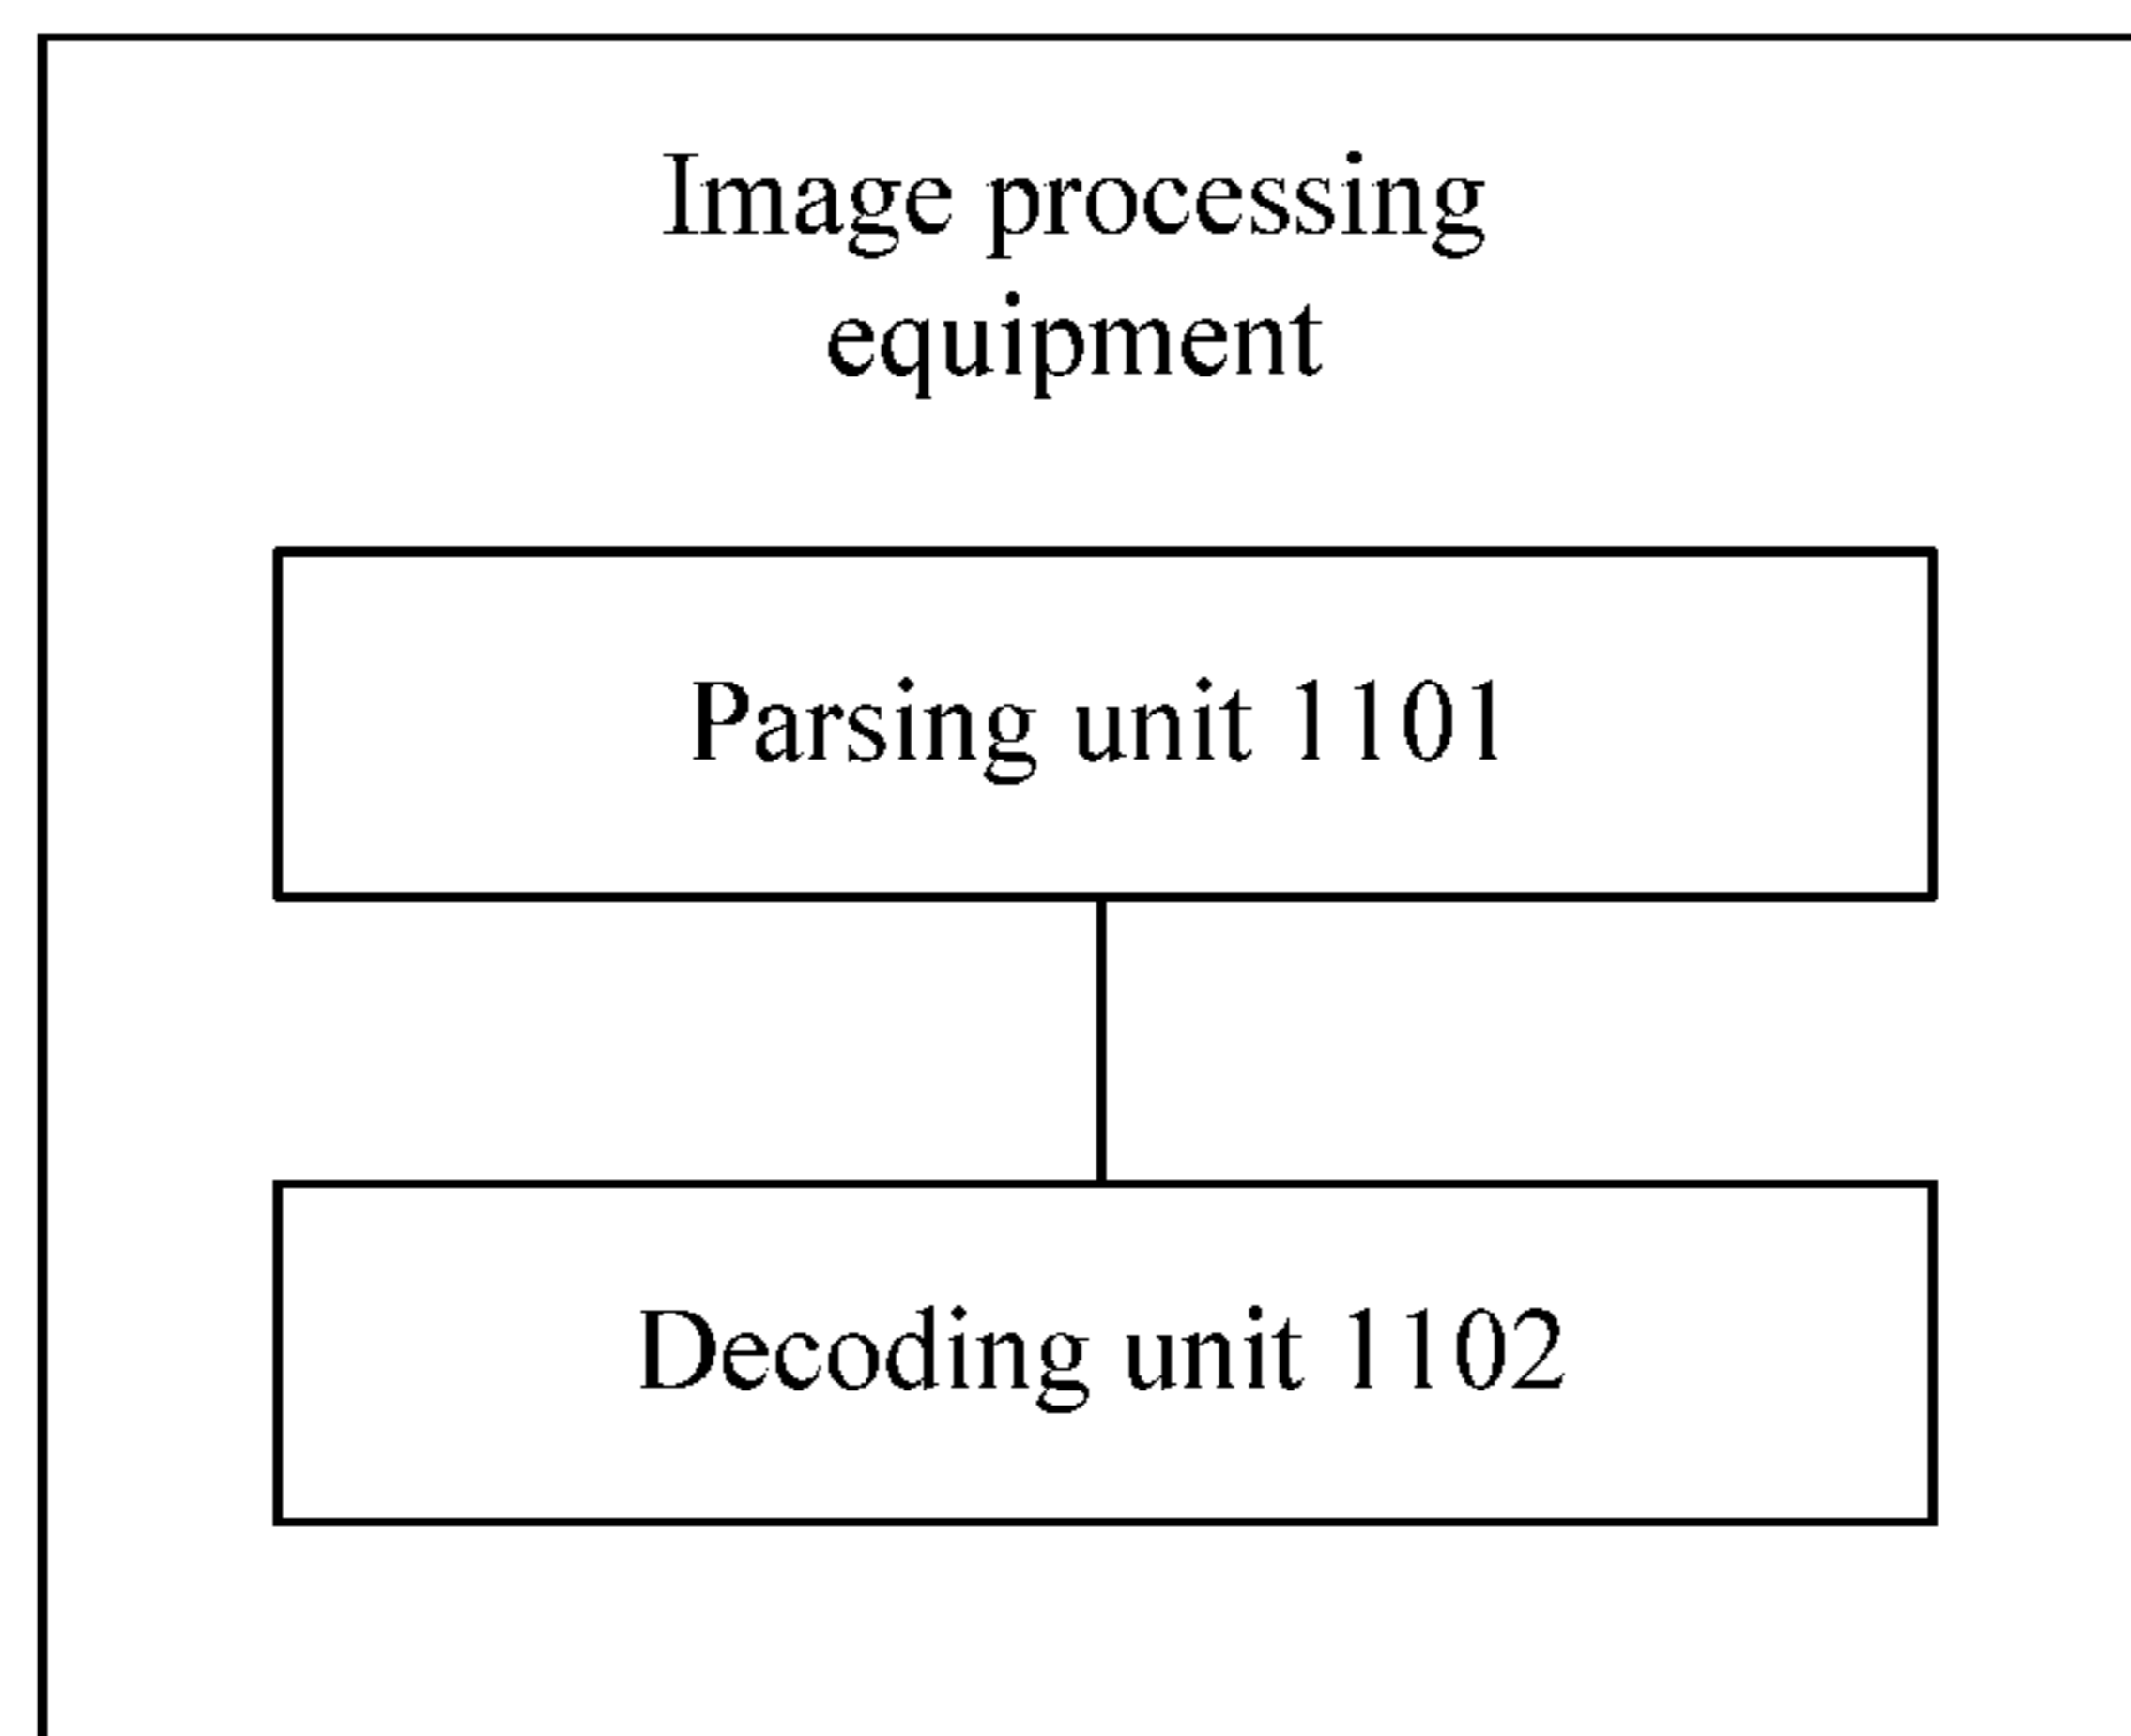 Image processing
equipment
Parsing unit 1101
Decoding unit 1102